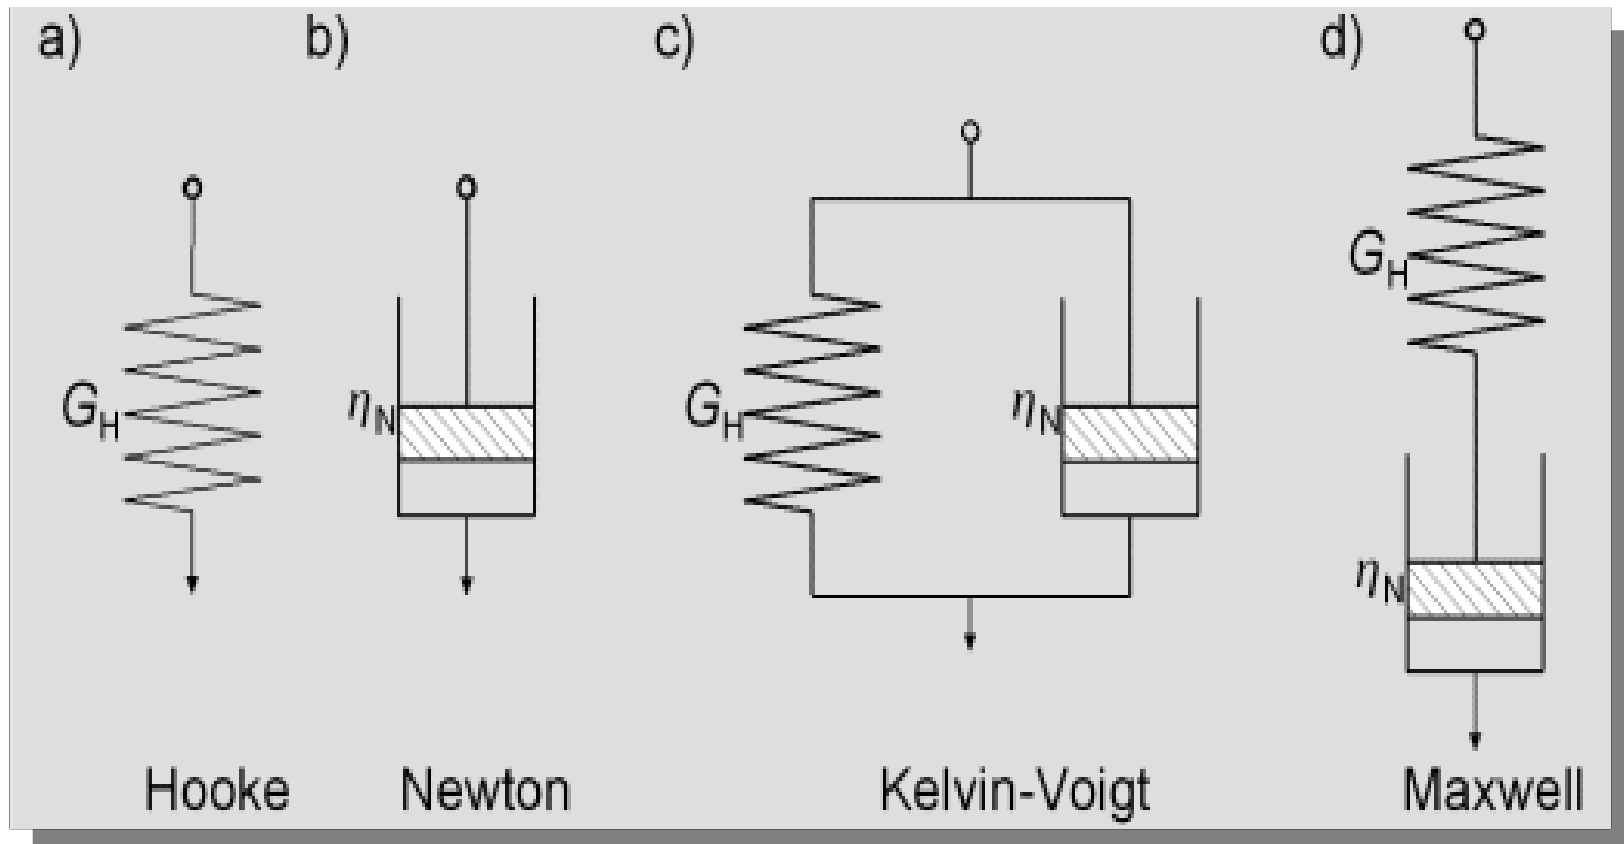 a) b) c) d)
G_H
G_H η_N G_H η_N
η_N
Hooke Newton Kelvin-Voigt Maxwell